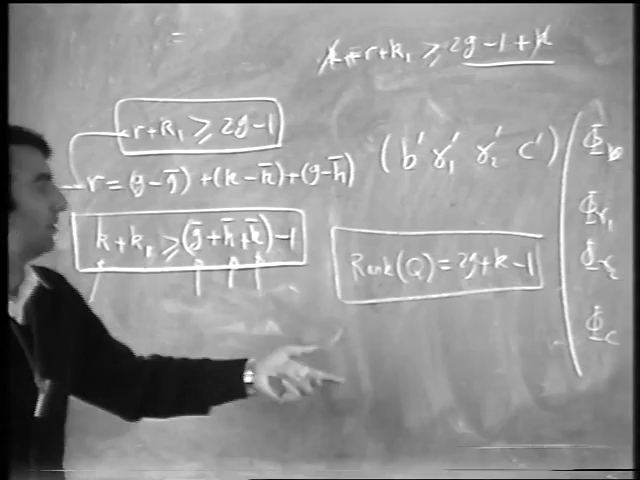 k+r+k₁ ≥ 2g-1+k
r+k₁ ≥ 2g-1
(b' γ₁' γ₂' c')
Φ_b
r = (g-ḡ)+(k-k̄)+(g-h̄)
Φ_γ₁
k+k₁ ≥ (ḡ+h̄+k̄)-1
Rank(Q) = 2g+k-1
Φ_γ₂
Φ_c